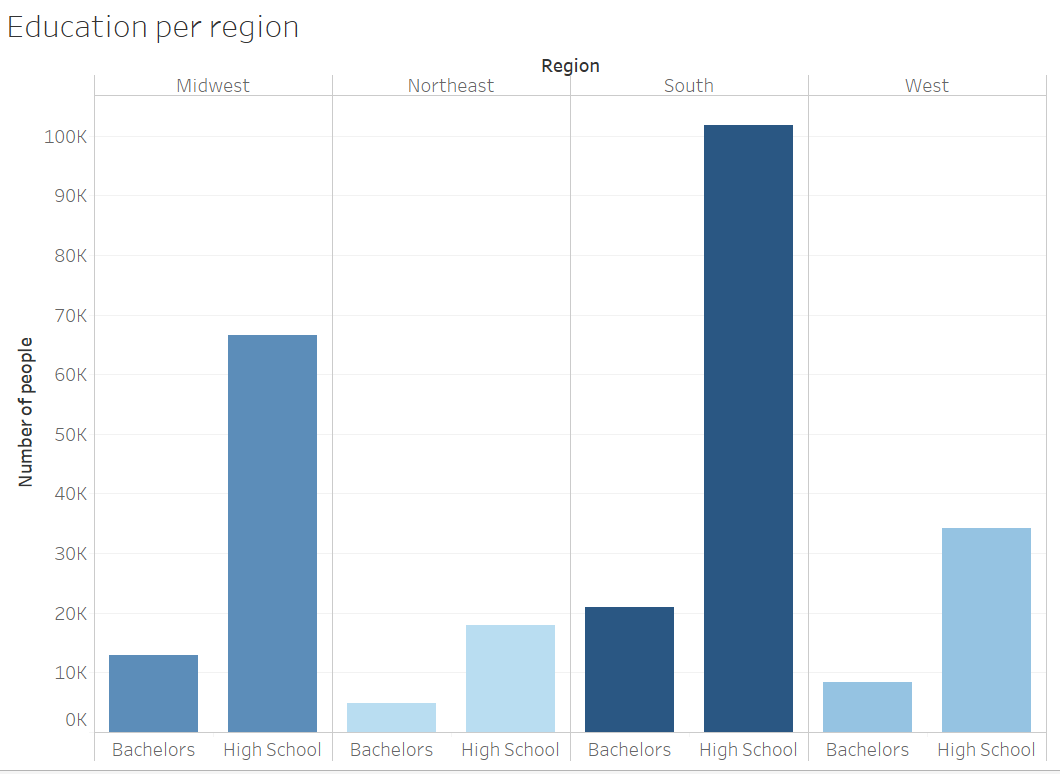 Education per region
Region
Midwest Northeast South West
100K
90K
80K
70K
60K
50K
40K
30K
20K
10K
0K
Number of people
Bachelors High School Bachelors High School Bachelors High School Bachelors High School